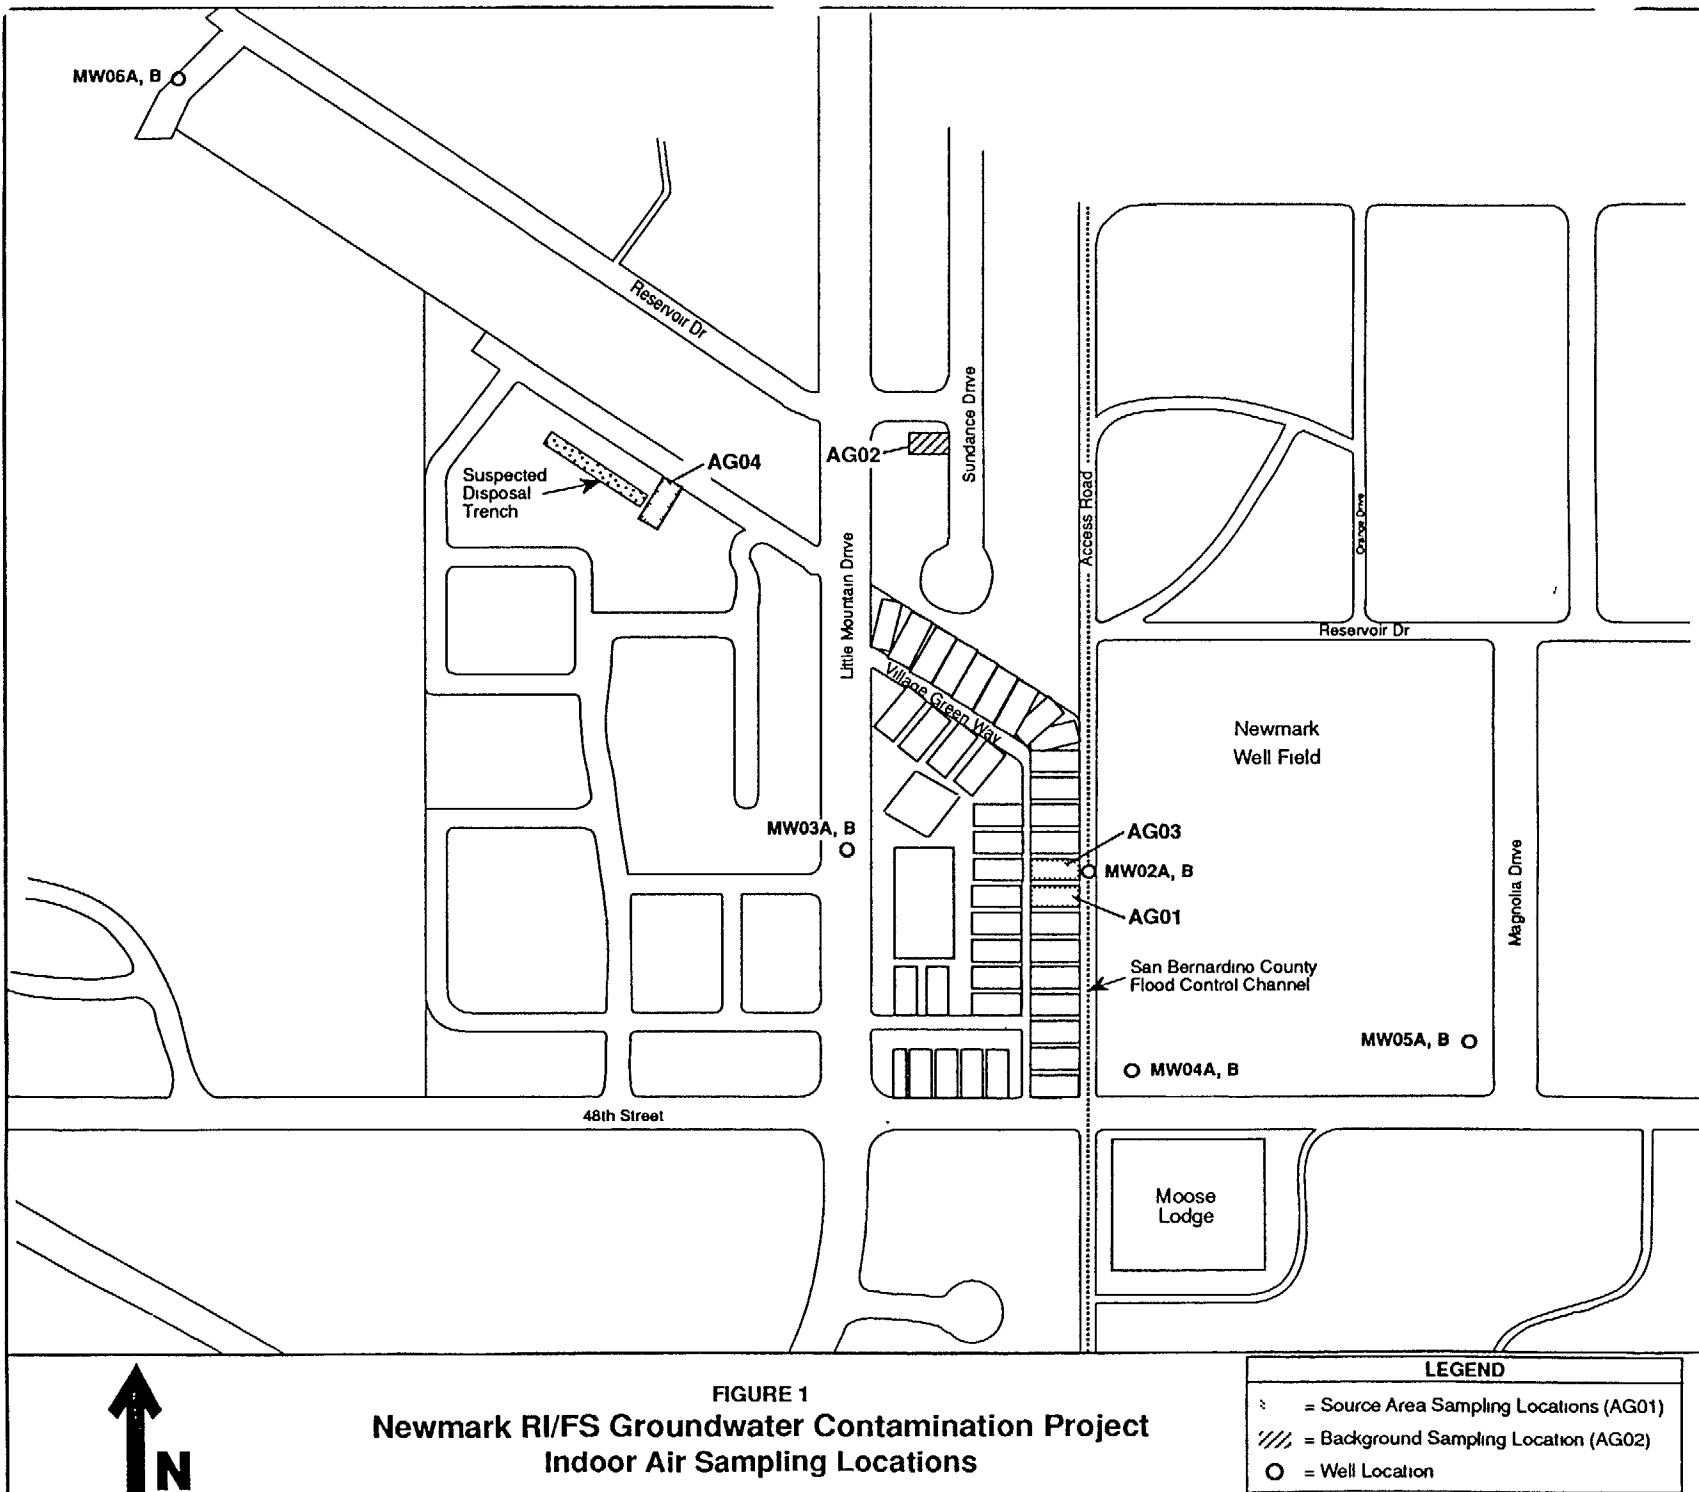 MW06A, B
Reservoir Dr
Sundance Drive
AG02
AG04
Suspected
Disposal
Trench
Access Road
Orange Drive
Little Mountain Drive
Reservoir Dr
Village Green Way
Newmark
Well Field
MW03A, B
AG03
MW02A, B
AG01
Magnolia Drive
San Bernardino County
Flood Control Channel
MW05A, B
MW04A, B
48th Street
Moose
Lodge
N
FIGURE 1
Newmark RI/FS Groundwater Contamination Project
Indoor Air Sampling Locations
LEGEND
= Source Area Sampling Locations (AG01)
= Background Sampling Location (AG02)
= Well Location